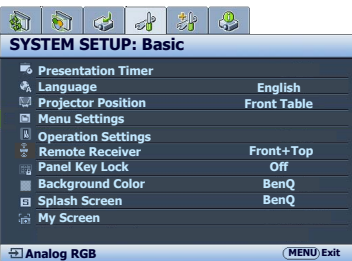 SYSTEM SETUP: Basic
Presentation Timer
Language English
Projector Position Front Table
Menu Settings
Operation Settings
Remote Receiver Front+Top
Panel Key Lock Off
Background Color BenQ
Splash Screen BenQ
My Screen
Analog RGB MENU Exit